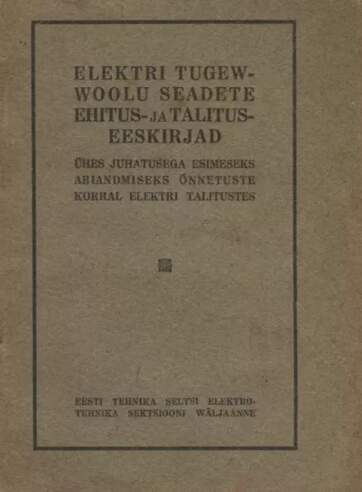 ELEKTRI TUGEW-
WOOLU SEADETE
EHITUS- JA TALITUS-
EESKIRJAD
ÜHES JUHATUSEGA ESIMESEKS
ABIANDMISEKS ÕNNETUSTE
KORRAL ELEKTRI TALITUSTES
EESTI TEHNIKA SELTSI ELEKTRO-
TEHNIKA SEKTSIOONI WÄLJAANNE